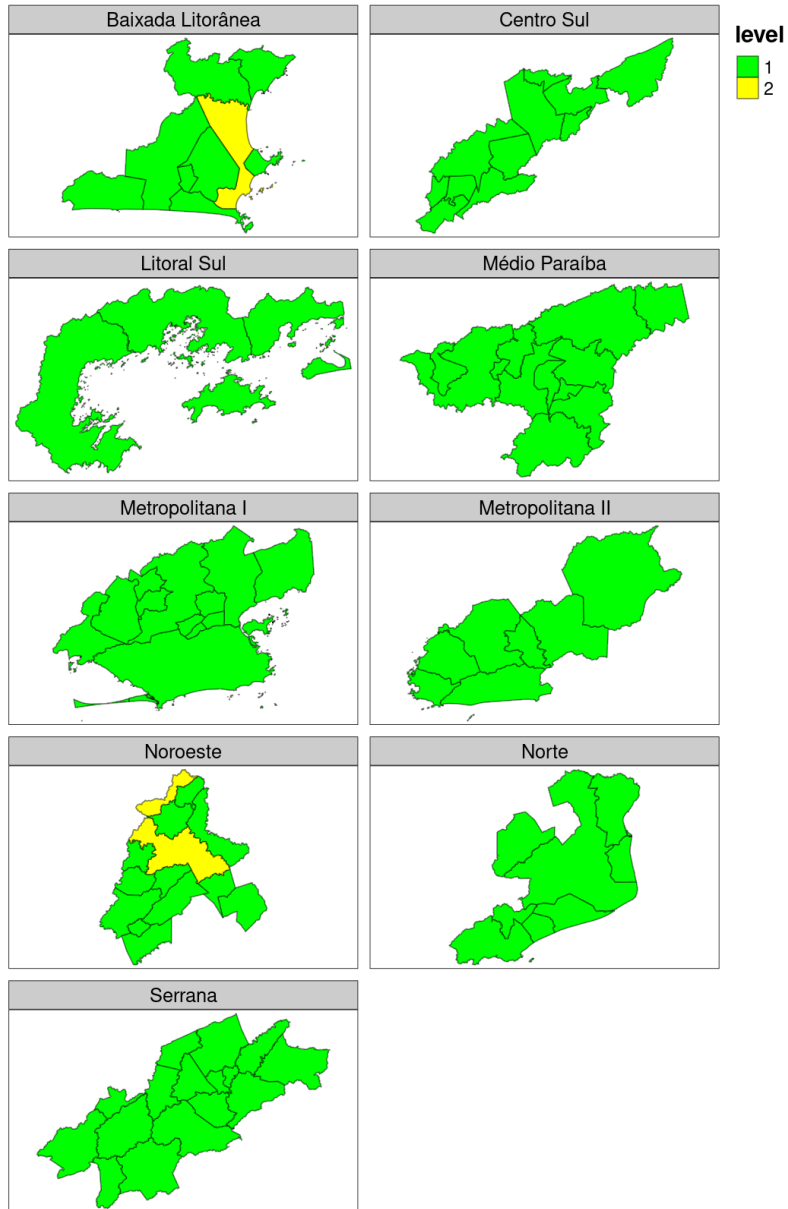 Baixada Litorânea
Centro Sul
level
1
2
Litoral Sul
Médio Paraíba
Metropolitana I
Metropolitana II
Noroeste
Norte
Serrana